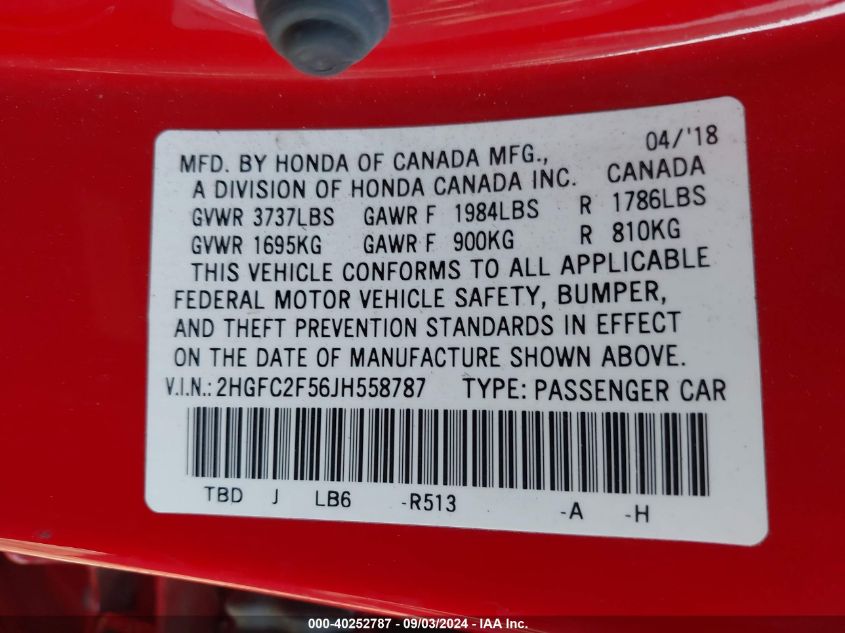 MFD. BY HONDA OF CANADA MFG., 04/'18
A DIVISION OF HONDA CANADA INC. CANADA
GVWR 3737LBS GAWR F 1984LBS R 1786LBS
GVWR 1695KG GAWR F 900KG R 810KG
THIS VEHICLE CONFORMS TO ALL APPLICABLE
FEDERAL MOTOR VEHICLE SAFETY, BUMPER,
AND THEFT PREVENTION STANDARDS IN EFFECT
ON THE DATE OF MANUFACTURE SHOWN ABOVE.
V.I.N.: 2HGFC2F56JH558787 TYPE: PASSENGER CAR
TBD J LB6 -R513 -A -H
000-40252787 - 09/03/2024 - IAA Inc.